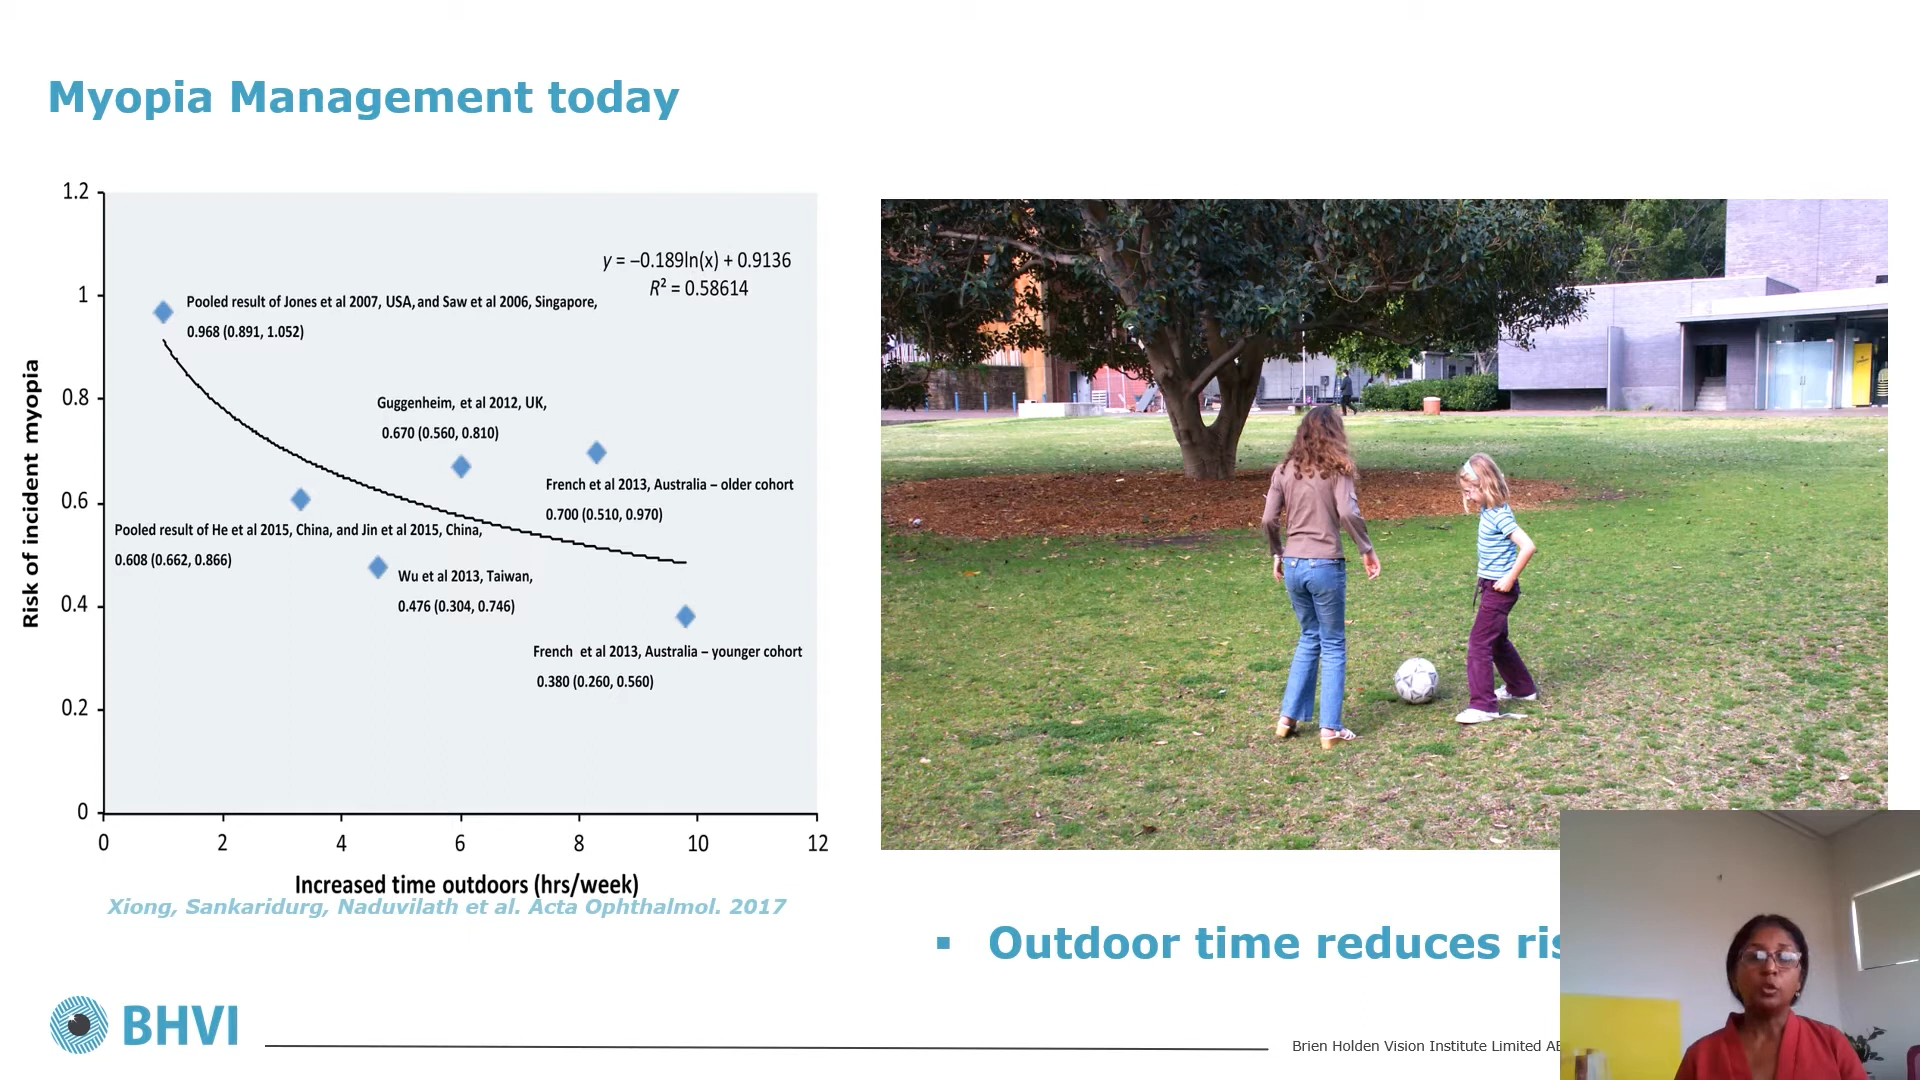 Myopia Management today
1.2
1
0.8
0.6
0.4
0.2
0
0
2
4
6
8
10
12
Risk of incident myopia
y = –0.189ln(x) + 0.9136
R² = 0.58614
Pooled result of Jones et al 2007, USA, and Saw et al 2006, Singapore,
0.968 (0.891, 1.052)
Guggenheim, et al 2012, UK,
0.670 (0.560, 0.810)
French et al 2013, Australia – older cohort
0.700 (0.510, 0.970)
Pooled result of He et al 2015, China, and Jin et al 2015, China,
0.608 (0.662, 0.866)
Wu et al 2013, Taiwan,
0.476 (0.304, 0.746)
French et al 2013, Australia – younger cohort
0.380 (0.260, 0.560)
Increased time outdoors (hrs/week)
Xiong, Sankaridurg, Naduvilath et al. Acta Ophthalmol. 2017
▪ Outdoor time reduces
BHVI
Brien Holden Vision Institute Limited